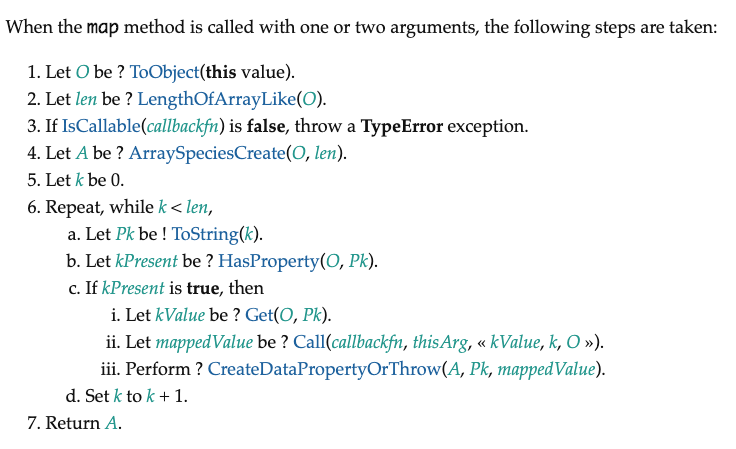 When the map method is called with one or two arguments, the following steps are taken:
1. Let O be ? ToObject(this value).
2. Let len be ? LengthOfArrayLike(O).
3. If IsCallable(callbackfn) is false, throw a TypeError exception.
4. Let A be ? ArraySpeciesCreate(O, len).
5. Let k be 0.
6. Repeat, while k < len,
a. Let Pk be ! ToString(k).
b. Let kPresent be ? HasProperty(O, Pk).
c. If kPresent is true, then
i. Let kValue be ? Get(O, Pk).
ii. Let mappedValue be ? Call(callbackfn, thisArg, « kValue, k, O »).
iii. Perform ? CreateDataPropertyOrThrow(A, Pk, mappedValue).
d. Set k to k + 1.
7. Return A.